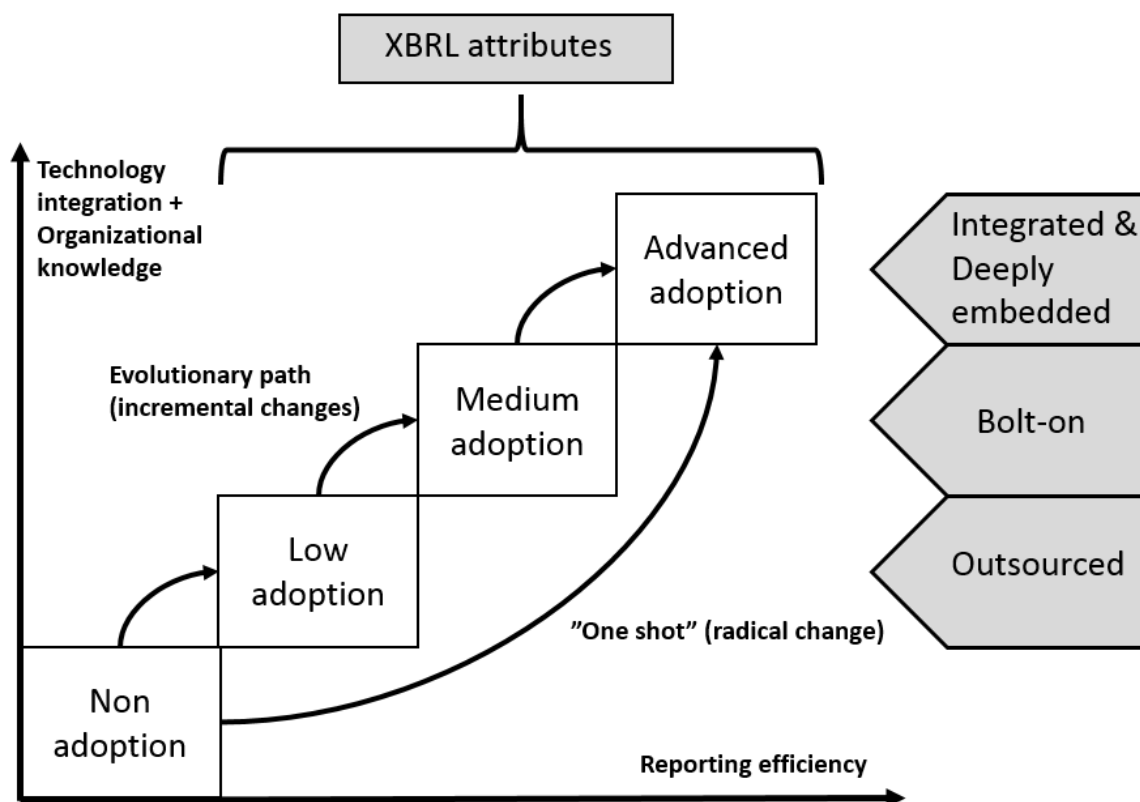 XBRL attributes
Technology
integration +
Organizational
knowledge
Integrated &
Deeply
embedded
Advanced
adoption
Evolutionary path
(incremental changes)
Medium
adoption
Bolt-on
Low
adoption
Outsourced
”One shot” (radical change)
Non
adoption
Reporting efficiency